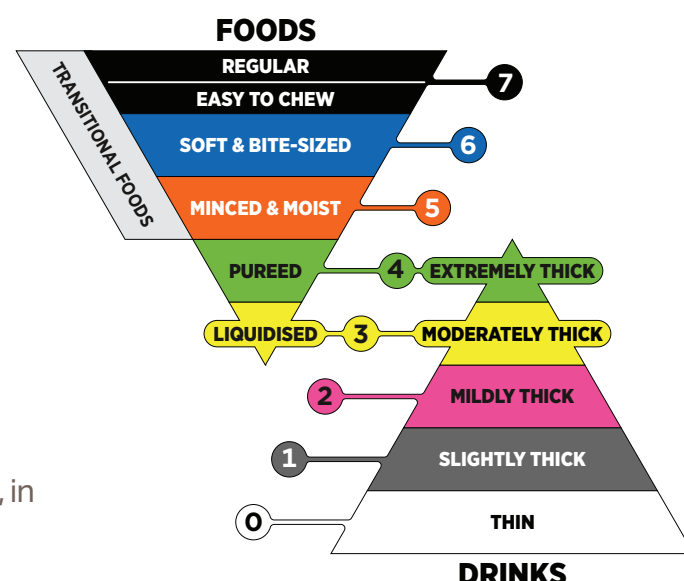 FOODS
REGULAR
EASY TO CHEW
7
TRANSITIONAL FOODS
SOFT & BITE-SIZED
6
MINCED & MOIST
5
PUREED
4
EXTREMELY THICK
LIQUIDISED
3
MODERATELY THICK
2
MILDLY THICK
1
SLIGHTLY THICK
, in
0
THIN
DRINKS